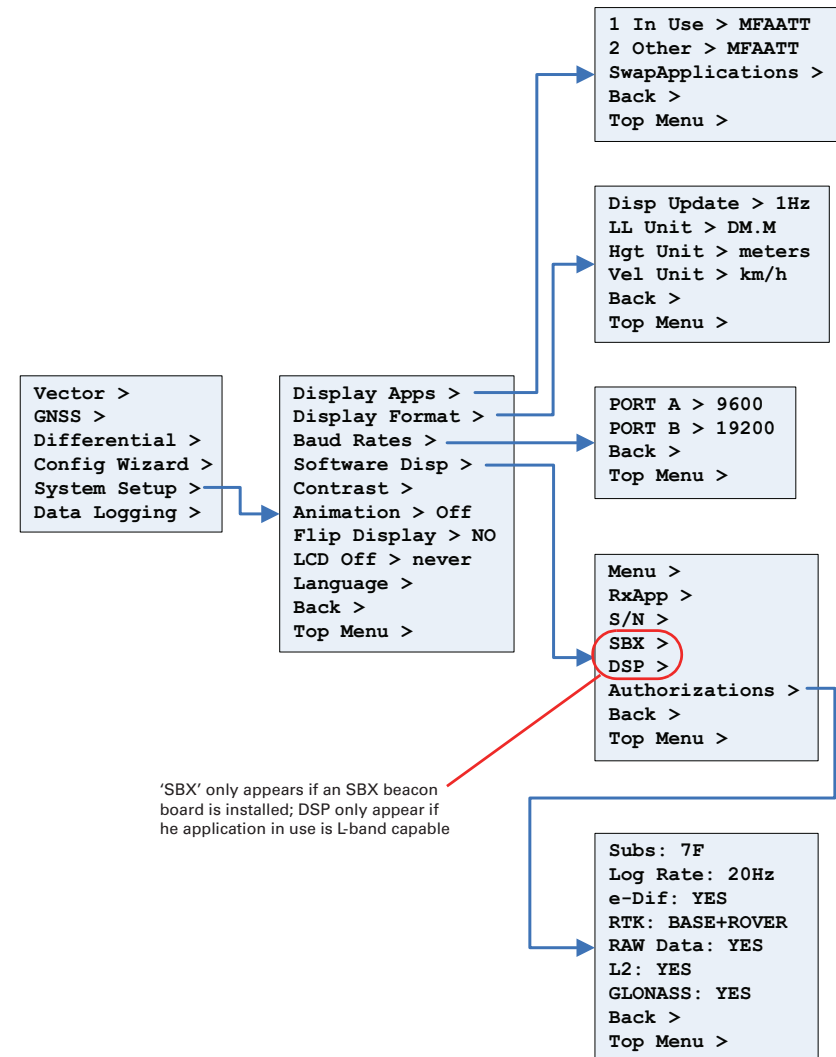 1 In Use > MFAATT
2 Other > MFAATT
SwapApplications >
Back >
Top Menu >
Disp Update > 1Hz
LL Unit > DM.M
Hgt Unit > meters
Vel Unit > km/h
Back >
Top Menu >
Vector >
GNSS >
Differential >
Config Wizard >
System Setup >
Data Logging >
Display Apps >
Display Format >
Baud Rates >
Software Disp >
Contrast >
Animation > Off
Flip Display > NO
LCD Off > never
Language >
Back >
Top Menu >
PORT A > 9600
PORT B > 19200
Back >
Top Menu >
Menu >
RxApp >
S/N >
SBX >
DSP >
Authorizations >
Back >
Top Menu >
‘SBX’ only appears if an SBX beacon
board is installed; DSP only appear if
he application in use is L-band capable
Subs: 7F
Log Rate: 20Hz
e-Dif: YES
RTK: BASE+ROVER
RAW Data: YES
L2: YES
GLONASS: YES
Back >
Top Menu >